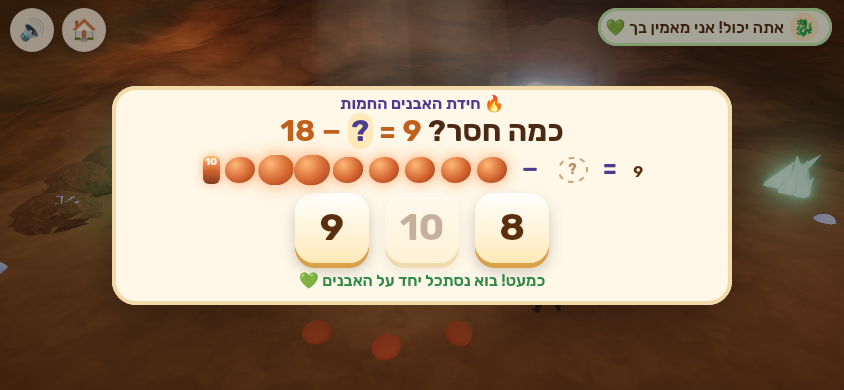 אתה יכול! אני מאמין בך 💚
🔥 חידת האבנים החמות
כמה חסר? 18 − ? = 9
10 − ? = 9
9 10 8
כמעט! בוא נסתכל יחד על האבנים 💚